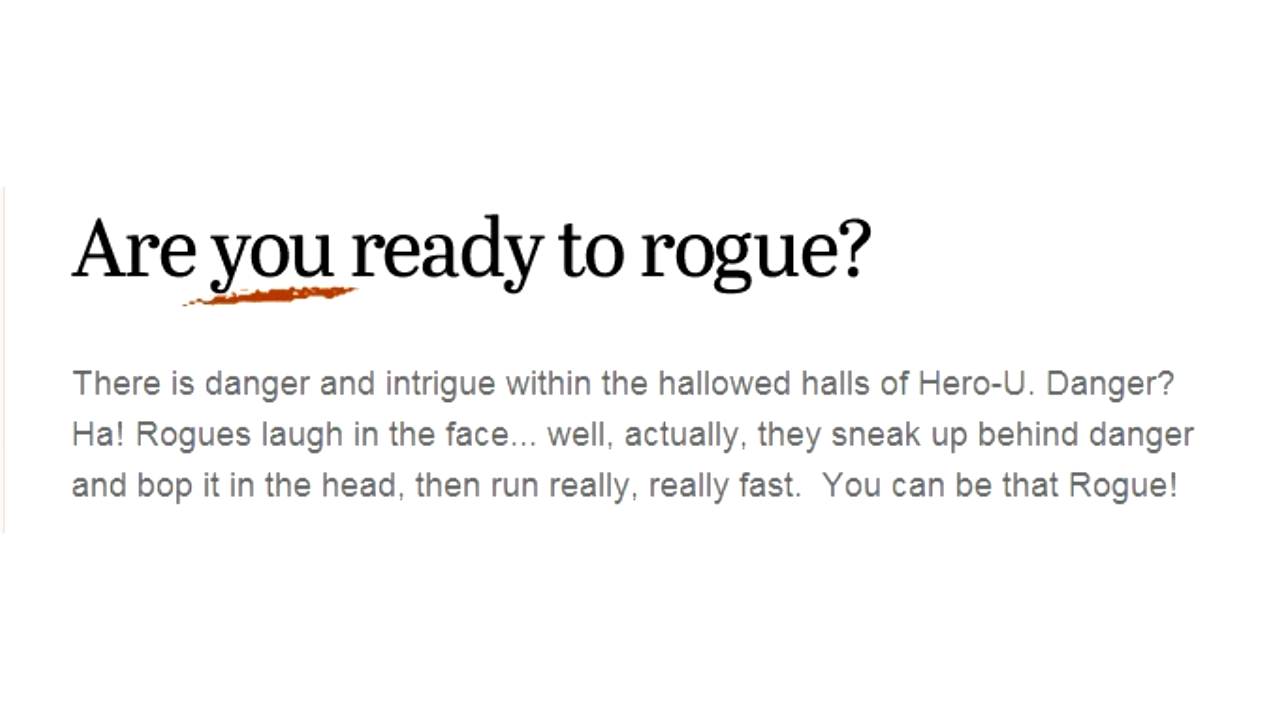 Are you ready to rogue?
There is danger and intrigue within the hallowed halls of Hero-U. Danger?
Ha! Rogues laugh in the face... well, actually, they sneak up behind danger
and bop it in the head, then run really, really fast.  You can be that Rogue!